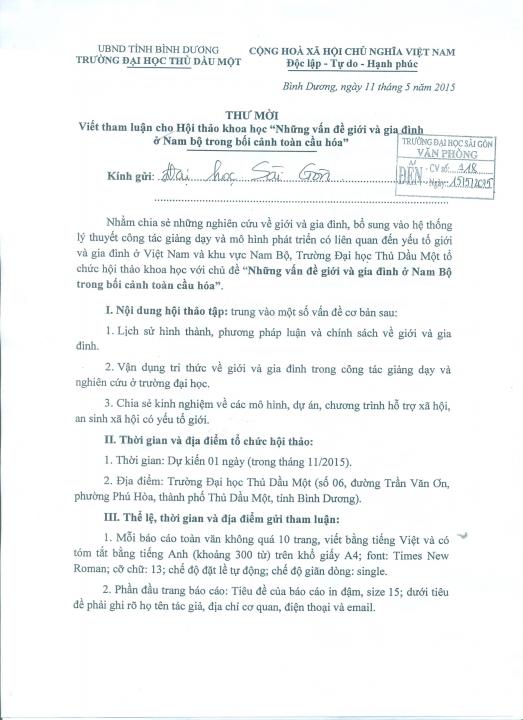 UBND TỈNH BÌNH DƯƠNG
TRƯỜNG ĐẠI HỌC THỦ DẦU MỘT
CỘNG HOÀ XÃ HỘI CHỦ NGHĨA VIỆT NAM
Độc lập - Tự do - Hạnh phúc
Bình Dương, ngày 11 tháng 5 năm 2015
THƯ MỜI
Viết tham luận cho Hội thảo khoa học “Những vấn đề giới và gia đình
ở Nam bộ trong bối cảnh toàn cầu hóa”
TRƯỜNG ĐẠI HỌC SÀI GÒN
VĂN PHÒNG
ĐẾN
CV số:
Ngày: 15/5/2015
Kính gửi: Đại học Sài Gòn
Nhằm chia sẻ những nghiên cứu về giới và gia đình, bổ sung vào hệ thống
lý thuyết công tác giảng dạy và mô hình phát triển có liên quan đến yếu tố giới
và gia đình ở Việt Nam và khu vực Nam Bộ, Trường Đại học Thủ Dầu Một tổ
chức hội thảo khoa học với chủ đề “Những vấn đề giới và gia đình ở Nam Bộ
trong bối cảnh toàn cầu hóa”.
I. Nội dung hội thảo tập: trung vào một số vấn đề cơ bản sau:
1. Lịch sử hình thành, phương pháp luận và chính sách về giới và gia
đình.
2. Vận dụng tri thức về giới và gia đình trong công tác giảng dạy và
nghiên cứu ở trường đại học.
3. Chia sẻ kinh nghiệm về các mô hình, dự án, chương trình hỗ trợ xã hội,
an sinh xã hội có yếu tố giới.
II. Thời gian và địa điểm tổ chức hội thảo:
1. Thời gian: Dự kiến 01 ngày (trong tháng 11/2015).
2. Địa điểm: Trường Đại học Thủ Dầu Một (số 06, đường Trần Văn Ơn,
phường Phú Hòa, thành phố Thủ Dầu Một, tỉnh Bình Dương).
III. Thể lệ, thời gian và địa điểm gửi tham luận:
1. Mỗi báo cáo toàn văn không quá 10 trang, viết bằng tiếng Việt và có
tóm tắt bằng tiếng Anh (khoảng 300 từ) trên khổ giấy A4; font: Times New
Roman; cỡ chữ: 13; chế độ đặt lề tự động; chế độ giãn dòng: single.
2. Phần đầu trang báo cáo: Tiêu đề của báo cáo in đậm, size 15; dưới tiêu
đề phải ghi rõ họ tên tác giả, địa chỉ cơ quan, điện thoại và email.